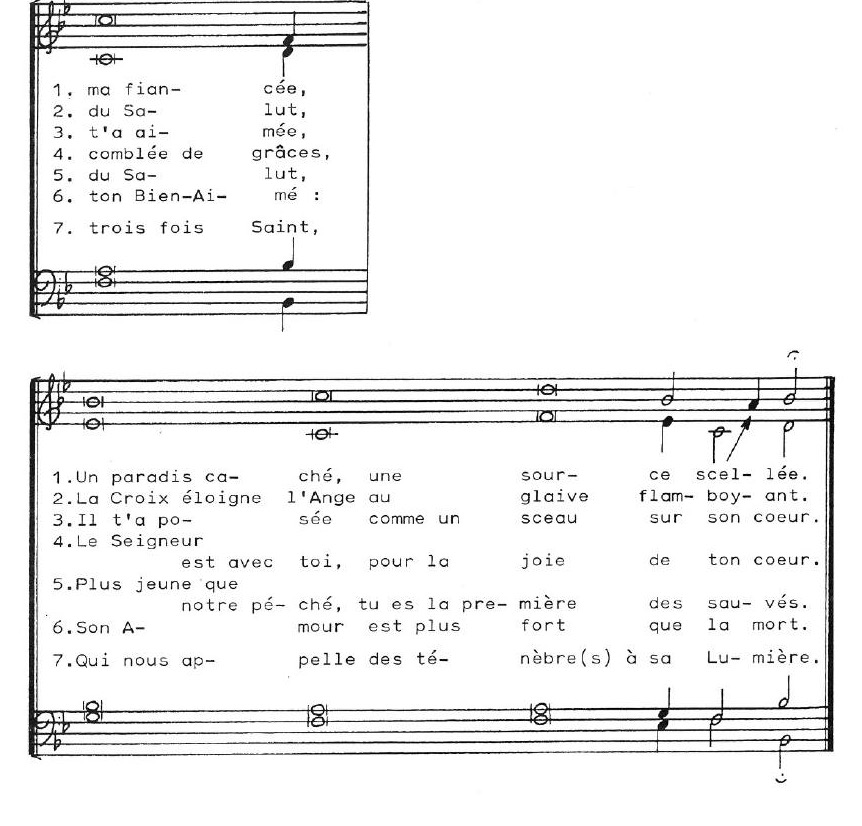 1. ma fian- cée,
2. du Sa- lut,
3. t'a ai- mée,
4. comblée de grâces,
5. du Sa- lut,
6. ton Bien-Ai- mé :
7. trois fois Saint,
1.Un paradis ca- ché, une sour- ce scel- lée.
2.La Croix éloigne l'Ange au glaive flam- boy- ant.
3.Il t'a po- sée comme un sceau sur son coeur.
4.Le Seigneur
est avec toi, pour la joie de ton coeur.
5.Plus jeune que
notre pé- ché, tu es la pre- mière des sau- vés.
6.Son A- mour est plus fort que la mort.
7.Qui nous ap- pelle des té- nèbre(s) à sa Lu- mière.